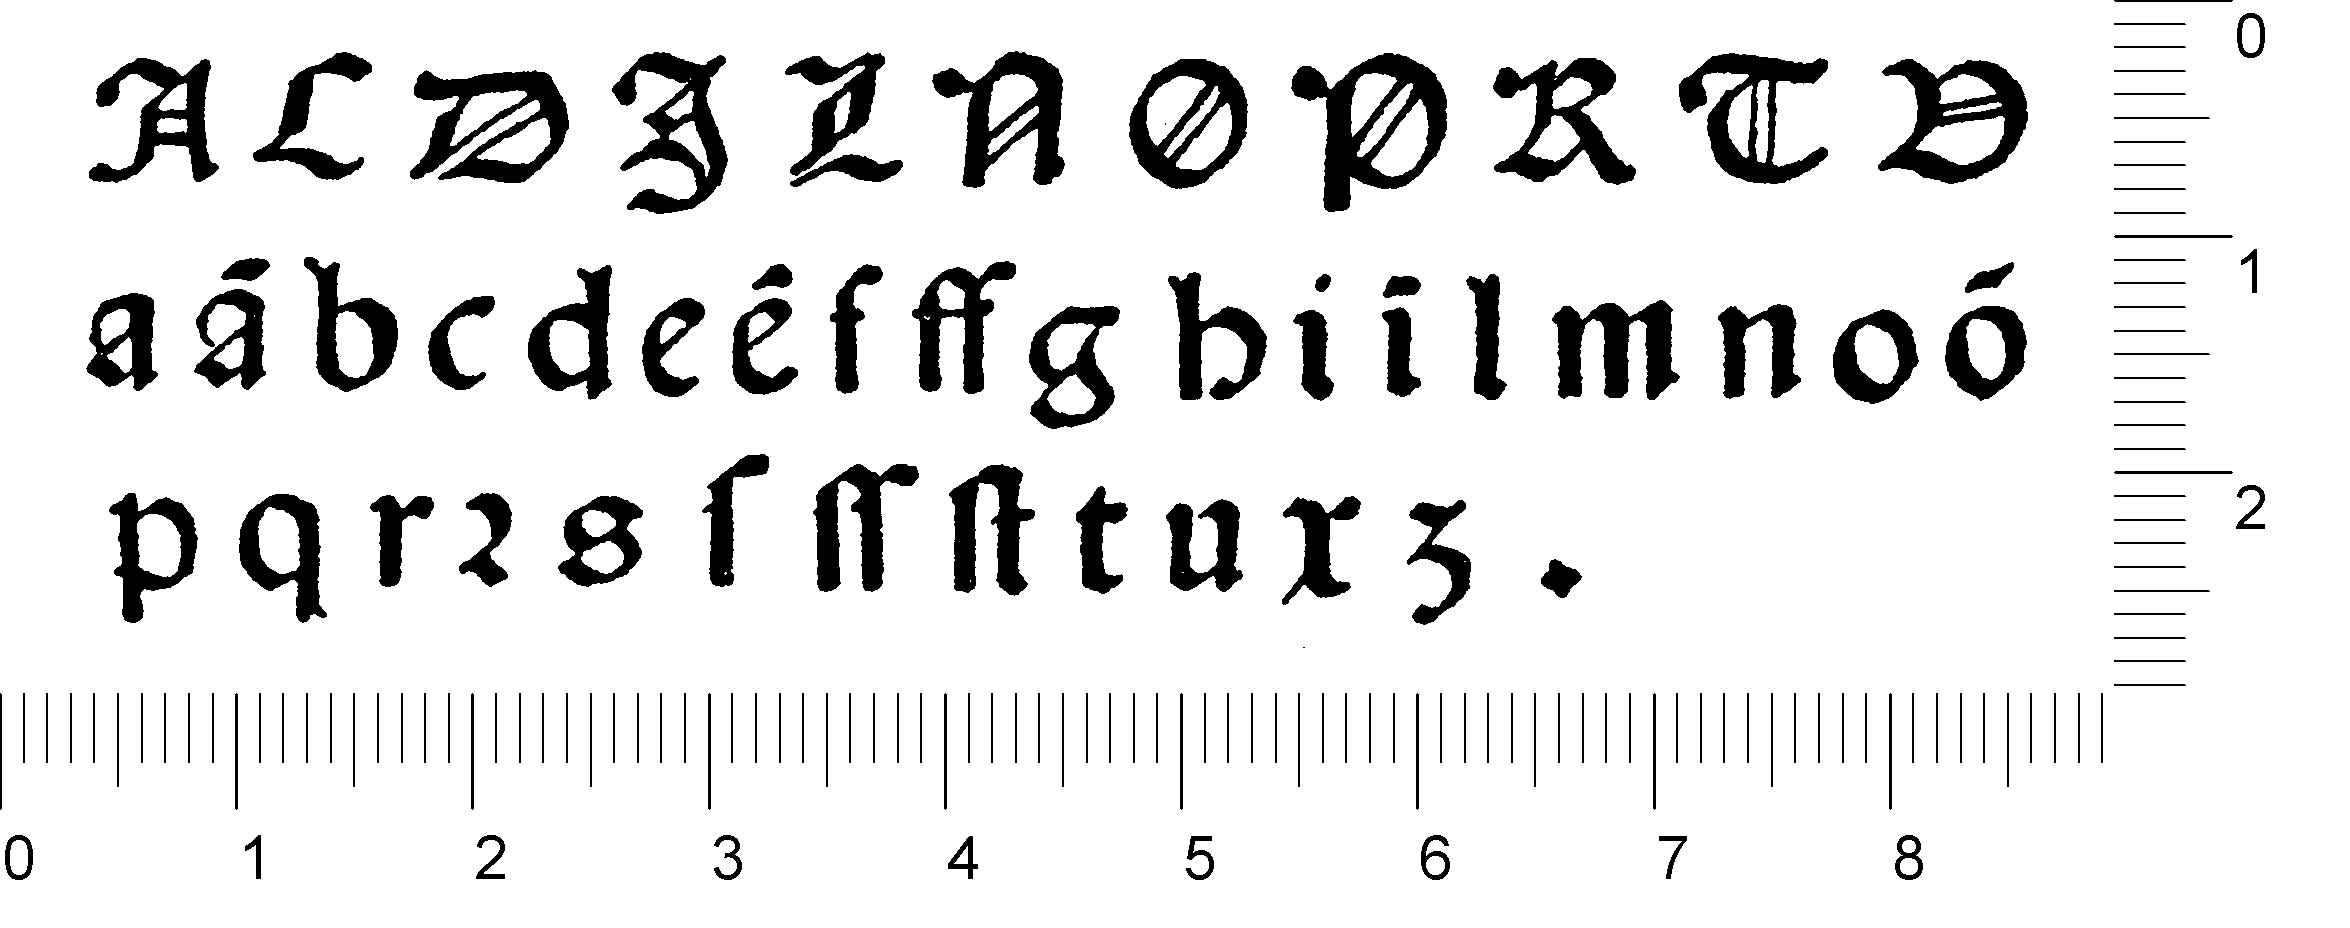 A C D J L N O P R T V 0
a ā b c d e ē f ff g h i ī l m n o ō 1
p q r ꝛ s ſ ſſ ſt t u x z . 2
0 1 2 3 4 5 6 7 8